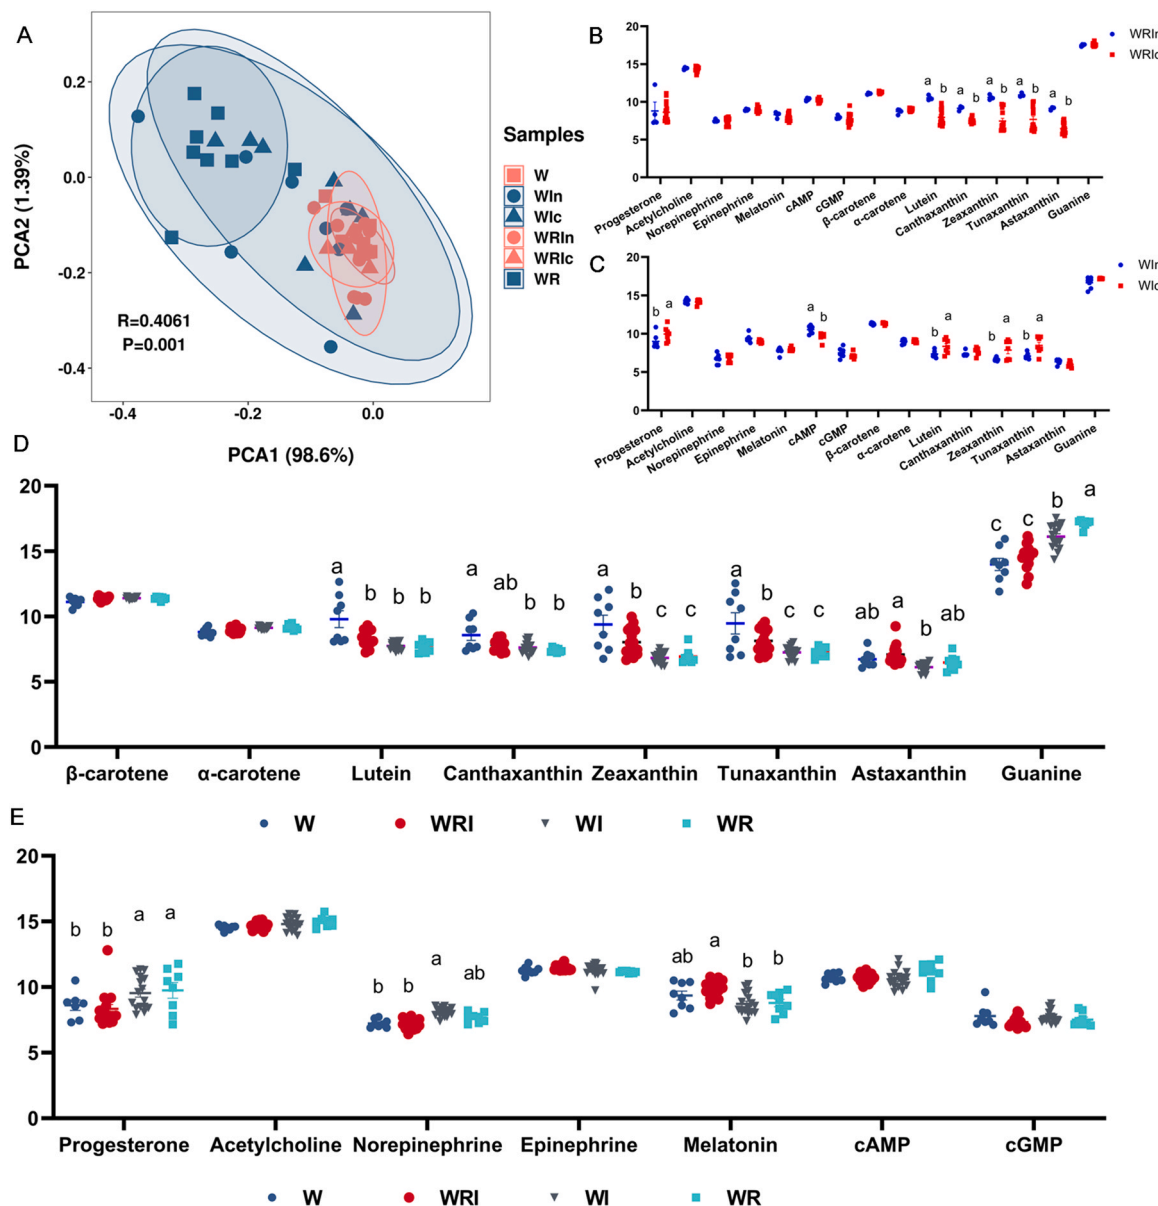 A
PCA2 (1.39%)
0.2
0.0
-0.2
-0.4
-0.4
-0.2
0.0
PCA1 (98.6%)
R=0.4061
P=0.001
Samples
W
WIn
WIc
WRIn
WRIc
WR
B
20
15
10
5
0
a b a b a b a b a b
Progesterone
Acetylcholine
Norepinephrine
Epinephrine
Melatonin
cAMP
cGMP
β-carotene
α-carotene
Lutein
Canthaxanthin
Zeaxanthin
Tunaxanthin
Astaxanthin
Guanine
WRIn
WRIc
C
20
15
10
5
0
b a a b b a b a b a
Progesterone
Acetylcholine
Norepinephrine
Epinephrine
Melatonin
cAMP
cGMP
β-carotene
α-carotene
Lutein
Canthaxanthin
Zeaxanthin
Tunaxanthin
Astaxanthin
Guanine
WIn
WIc
D
20
15
10
5
0
a b b b
a ab b b
a b c c
a b c c
ab a b ab
c c b a
β-carotene α-carotene Lutein Canthaxanthin Zeaxanthin Tunaxanthin Astaxanthin Guanine
W WRI WI WR
E
20
15
10
5
0
b b a a
b b a ab
ab a b b
Progesterone Acetylcholine Norepinephrine Epinephrine Melatonin cAMP cGMP
W WRI WI WR